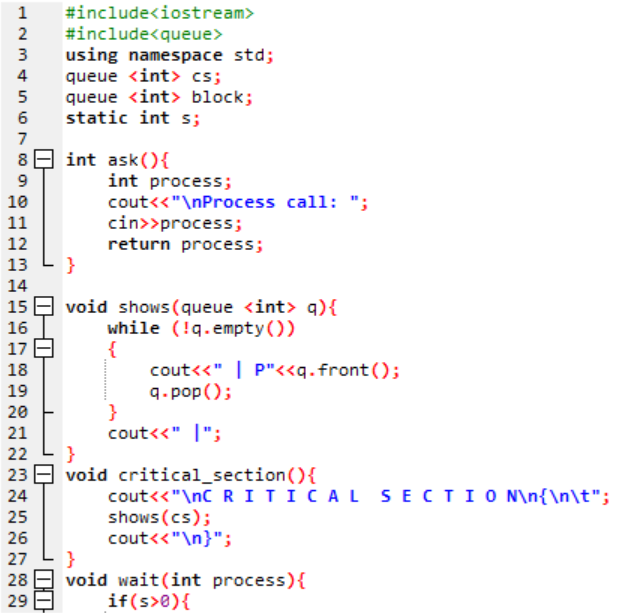 1 #include<iostream>
2 #include<queue>
3 using namespace std;
4 queue <int> cs;
5 queue <int> block;
6 static int s;
7
8 int ask(){
9     int process;
10     cout<<"\nProcess call: ";
11     cin>>process;
12     return process;
13 }
14
15 void shows(queue <int> q){
16     while (!q.empty())
17     {
18         cout<<" | P"<<q.front();
19         q.pop();
20     }
21     cout<<" |";
22 }
23 void critical_section(){
24     cout<<"\nC R I T I C A L  S E C T I O N\n{\n\t";
25     shows(cs);
26     cout<<"\n}";
27 }
28 void wait(int process){
29     if(s>0){